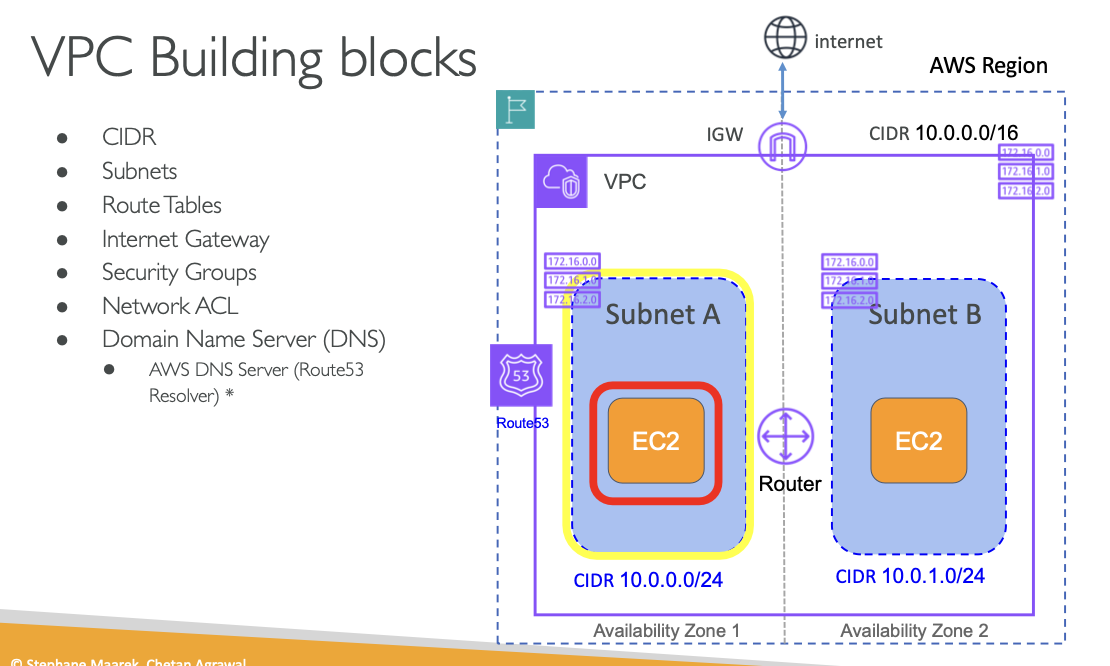 VPC Building blocks
CIDR
Subnets
Route Tables
Internet Gateway
Security Groups
Network ACL
Domain Name Server (DNS)
AWS DNS Server (Route53
Resolver) *
internet
AWS Region
IGW
CIDR 10.0.0.0/16
172.16.0.0
172.16.1.0
172.16.2.0
VPC
172.16.0.0
172.16.1.0
172.16.2.0
Subnet A
172.16.0.0
172.16.1.0
172.16.2.0
Subnet B
53
Route53
EC2
EC2
Router
CIDR 10.0.0.0/24
CIDR 10.0.1.0/24
Availability Zone 1
Availability Zone 2
© Stephane Maarek, Chetan Agrawal